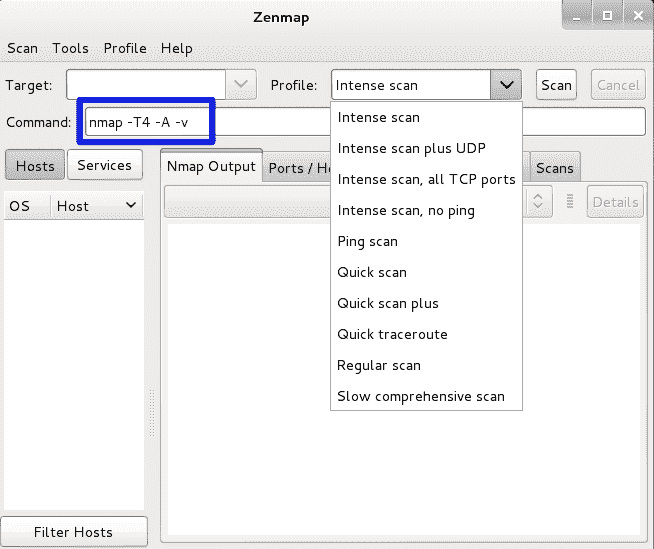 Zenmap
Scan Tools Profile Help
Target: Profile: Intense scan Scan Cancel
Command: nmap -T4 -A -v
Hosts Services Nmap Output Ports / Ho Scans
OS Host Details
Intense scan
Intense scan plus UDP
Intense scan, all TCP ports
Intense scan, no ping
Ping scan
Quick scan
Quick scan plus
Quick traceroute
Regular scan
Slow comprehensive scan
Filter Hosts